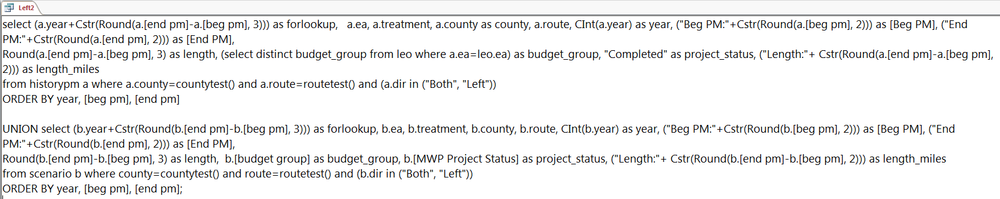 Left2
select (a.year+Cstr(Round(a.[end pm]-a.[beg pm], 3))) as forlookup,   a.ea, a.treatment, a.county as county, a.route, CInt(a.year) as year, ("Beg PM:"+Cstr(Round(a.[beg pm], 2))) as [Beg PM], ("End
PM:"+Cstr(Round(a.[end pm], 2))) as [End PM],
Round(a.[end pm]-a.[beg pm], 3) as length, (select distinct budget_group from leo where a.ea=leo.ea) as budget_group, "Completed" as project_status, ("Length:"+ Cstr(Round(a.[end pm]-a.[beg pm],
2))) as length_miles
from historypm a where a.county=countytest() and a.route=routetest() and (a.dir in ("Both", "Left"))
ORDER BY year, [beg pm], [end pm]
UNION select (b.year+Cstr(Round(b.[end pm]-b.[beg pm], 3))) as forlookup, b.ea, b.treatment, b.county, b.route, CInt(b.year) as year, ("Beg PM:"+Cstr(Round(b.[beg pm], 2))) as [Beg PM], ("End
PM:"+Cstr(Round(b.[end pm], 2))) as [End PM],
Round(b.[end pm]-b.[beg pm], 3) as length,  b.[budget group] as budget_group, b.[MWP Project Status] as project_status, ("Length:"+ Cstr(Round(b.[end pm]-b.[beg pm], 2))) as length_miles
from scenario b where county=countytest() and route=routetest() and (b.dir in ("Both", "Left"))
ORDER BY year, [beg pm], [end pm];